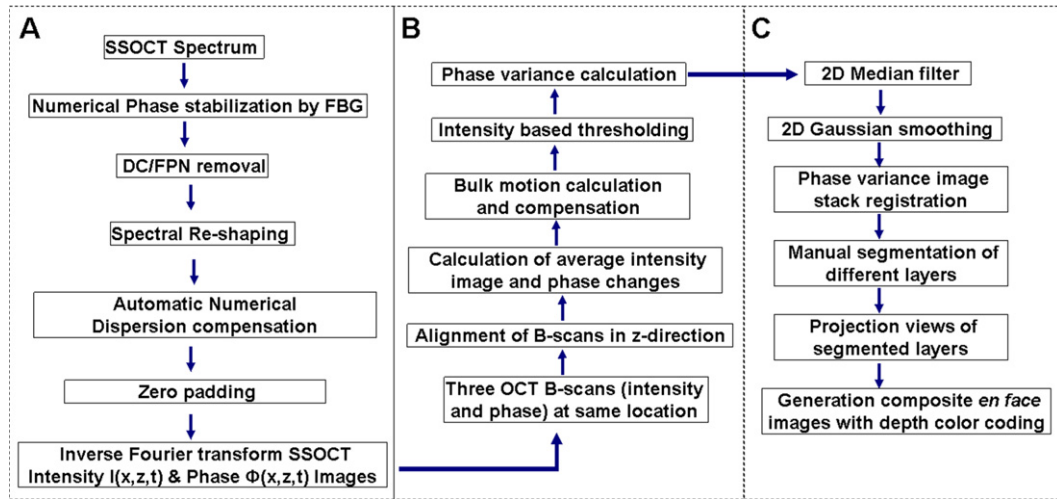 A
SSOCT Spectrum
Numerical Phase stabilization by FBG
DC/FPN removal
Spectral Re-shaping
Automatic Numerical
Dispersion compensation
Zero padding
Inverse Fourier transform SSOCT
Intensity I(x,z,t) & Phase Φ(x,z,t) Images
B
Three OCT B-scans (intensity
and phase) at same location
Alignment of B-scans in z-direction
Calculation of average intensity
image and phase changes
Bulk motion calculation
and compensation
Intensity based thresholding
Phase variance calculation
C
2D Median filter
2D Gaussian smoothing
Phase variance image
stack registration
Manual segmentation of
different layers
Projection views of
segmented layers
Generation composite en face
images with depth color coding